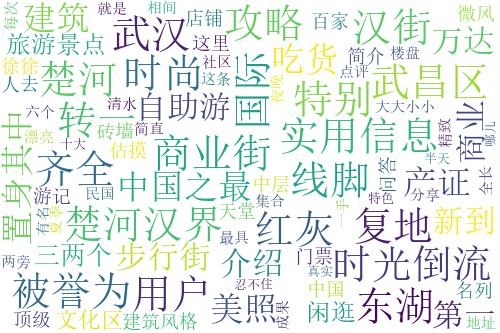 建筑
就是
相间
店铺
百家
微风
每次
旅游景点
武汉
这里
攻略
汉街
万达
徐徐
人去
楚河
时尚
社区
这条
吃货
简介
楼盘
点评
武昌区
夜晚
国际
转一
自助游
清水
六个
砖墙
简直
特别
大大小小
商业
精致
哪儿
漂亮
十大
估摸
实用信息
置身其中
齐全
商业街
线脚
问答
产证
半天
全长
游记
民国
中国之最
中层
特色
分享
有名
夏季
楚河汉界
天堂
集合
一手
红灰
复地
新到
三两个
步行街
介绍
最具
门票
真实
时光倒流
两旁
被誉为
用户
中国
名列
忍不住
东湖
第一
顶级
文化区
建筑风格
美照
成果
闲逛
地址